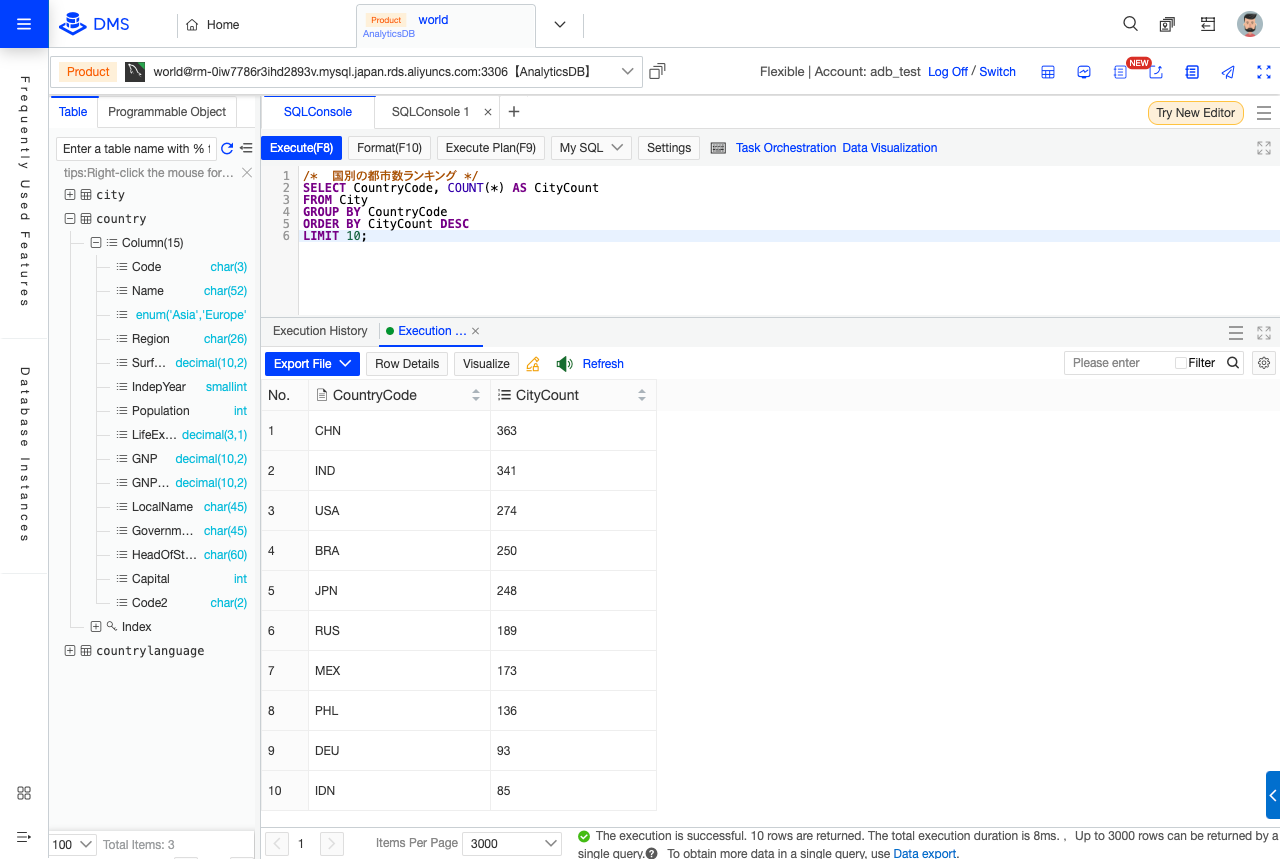 DMS
Home
Product
world
AnalyticsDB
Product
world@rm-0iw7786r3ihd2893v.mysql.japan.rds.aliyuncs.com:3306【AnalyticsDB】
Flexible | Account: adb_test Log Off / Switch
NEW
Frequently Used Features
Database Instances
Table
Programmable Object
Enter a table name with % f
tips:Right-click the mouse for...
city
country
Column(15)
Code char(3)
Name char(52)
enum('Asia','Europe'
Region char(26)
Surf... decimal(10,2)
IndepYear smallint
Population int
LifeEx... decimal(3,1)
GNP decimal(10,2)
GNP... decimal(10,2)
LocalName char(45)
Governm... char(45)
HeadOfSt... char(60)
Capital int
Code2 char(2)
Index
countrylanguage
100 Total Items: 3
SQLConsole
SQLConsole 1
Try New Editor
Execute(F8) Format(F10) Execute Plan(F9) My SQL Settings Task Orchestration Data Visualization
1 /* 国別の都市数ランキング */
2 SELECT CountryCode, COUNT(*) AS CityCount
3 FROM City
4 GROUP BY CountryCode
5 ORDER BY CityCount DESC
6 LIMIT 10;
Execution History
Execution ...
Export File Row Details Visualize Refresh
Please enter Filter
No. CountryCode CityCount
1 CHN 363
2 IND 341
3 USA 274
4 BRA 250
5 JPN 248
6 RUS 189
7 MEX 173
8 PHL 136
9 DEU 93
10 IDN 85
1 Items Per Page 3000
The execution is successful. 10 rows are returned. The total execution duration is 8ms. , Up to 3000 rows can be returned by a
single query. To obtain more data in a single query, use Data export.